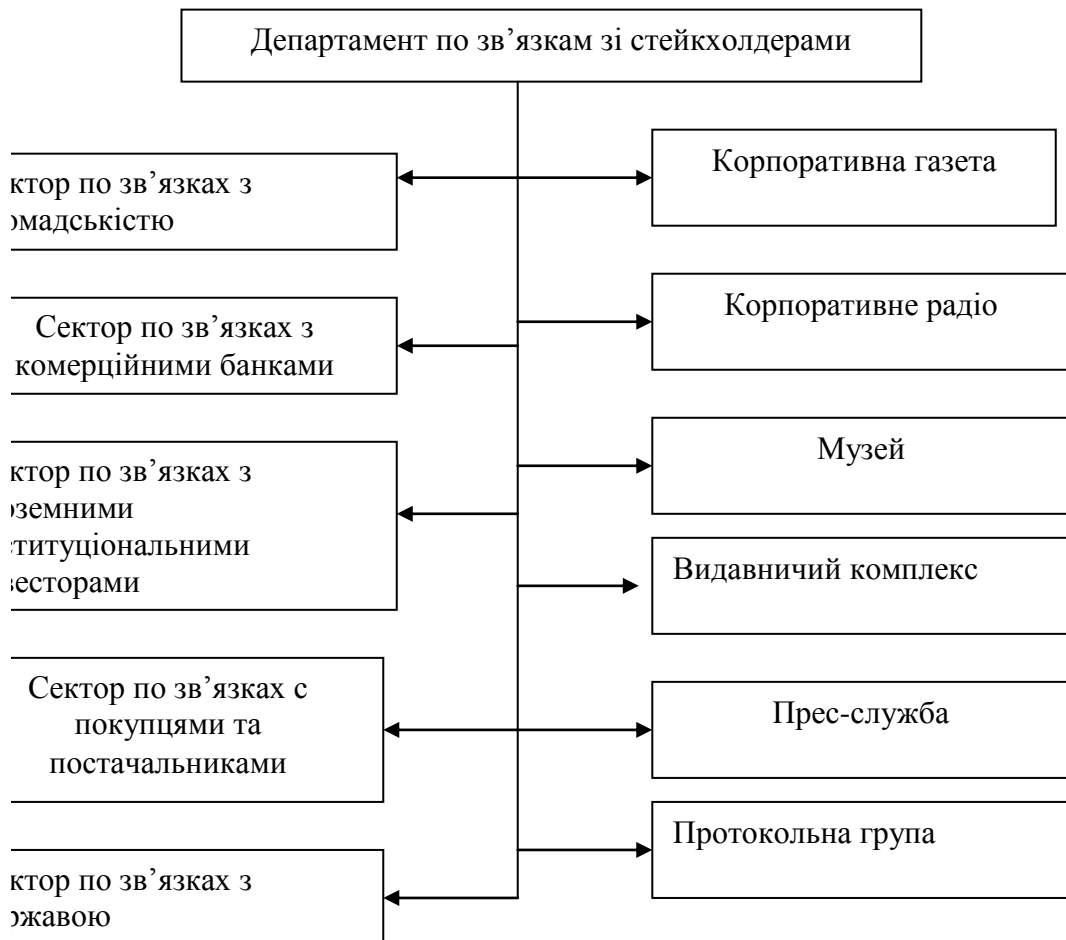 Департамент по зв’язкам зі стейкхолдерами
ктор по зв’язках з
омадськістю
Корпоративна газета
Сектор по зв’язках з
комерційними банками
Корпоративне радіо
ктор по зв’язках з
оземними
ституціональними
весторами
Музей
Видавничий комплекс
Сектор по зв’язках с
покупцями та
постачальниками
Прес-служба
Протокольна група
ктор по зв’язках з
ржавою